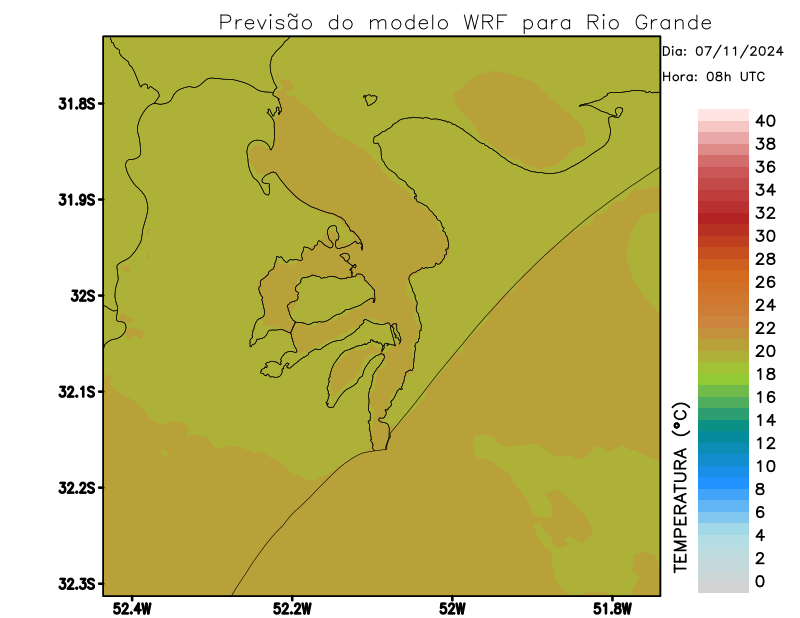 Previsão do modelo WRF para Rio Grande
Dia: 07/11/2024
Hora: 08h UTC
31.8S
31.9S
32S
32.1S
32.2S
32.3S
52.4W
52.2W
52W
51.8W
TEMPERATURA (°C)
40
38
36
34
32
30
28
26
24
22
20
18
16
14
12
10
8
6
4
2
0